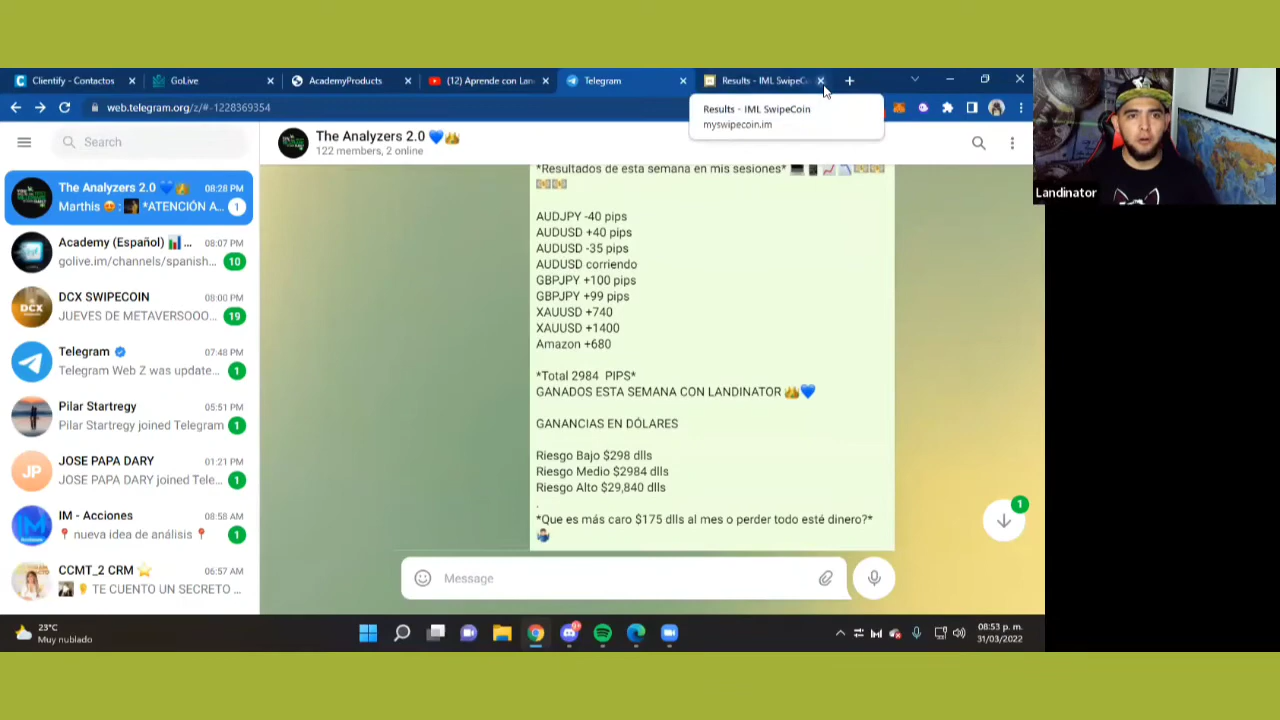 Clientify - Contactos
GoLive
AcademyProducts
(12) Aprende con Lan
Telegram
Results - IML SwipeC
web.telegram.org/z/#-1228369354
Results - IML SwipeCoin
myswipecoin.im
Landinator
Search
The Analyzers 2.0 💙👑
122 members, 2 online
The Analyzers 2.0 💙👑 08:28 PM
Marthis 😍 : *ATENCIÓN A... 1
Academy (Español) 📊 ... 08:07 PM
golive.im/channels/spanish... 10
DCX SWIPECOIN 08:00 PM
JUEVES DE METAVERSOOO... 19
DCX
Telegram 07:48 PM
Telegram Web Z was update... 1
Pilar Startregy 05:51 PM
Pilar Startregy joined Telegram 1
JP
JOSE PAPA DARY 01:21 PM
JOSE PAPA DARY joined Tele... 1
IM
IM - Acciones 08:58 AM
📍 nueva idea de análisis 📍 1
CCMT_2 CRM ⭐ 06:57 AM
TE CUENTO UN SECRETO ...
*Resultados de esta semana en mis sesiones* 💻📱📈📉💴💴
💴💴
AUDJPY -40 pips
AUDUSD +40 pips
AUDUSD -35 pips
AUDUSD corriendo
GBPJPY +100 pips
GBPJPY +99 pips
XAUUSD +740
XAUUSD +1400
Amazon +680
*Total 2984 PIPS*
GANADOS ESTA SEMANA CON LANDINATOR 👑💙
GANANCIAS EN DÓLARES
Riesgo Bajo $298 dlls
Riesgo Medio $2984 dlls
Riesgo Alto $29,840 dlls
.
*Que es más caro $175 dlls al mes o perder todo esté dinero?*
🤷🏻‍♂️
1
Message
23°C
Muy nublado
08:53 p. m.
31/03/2022